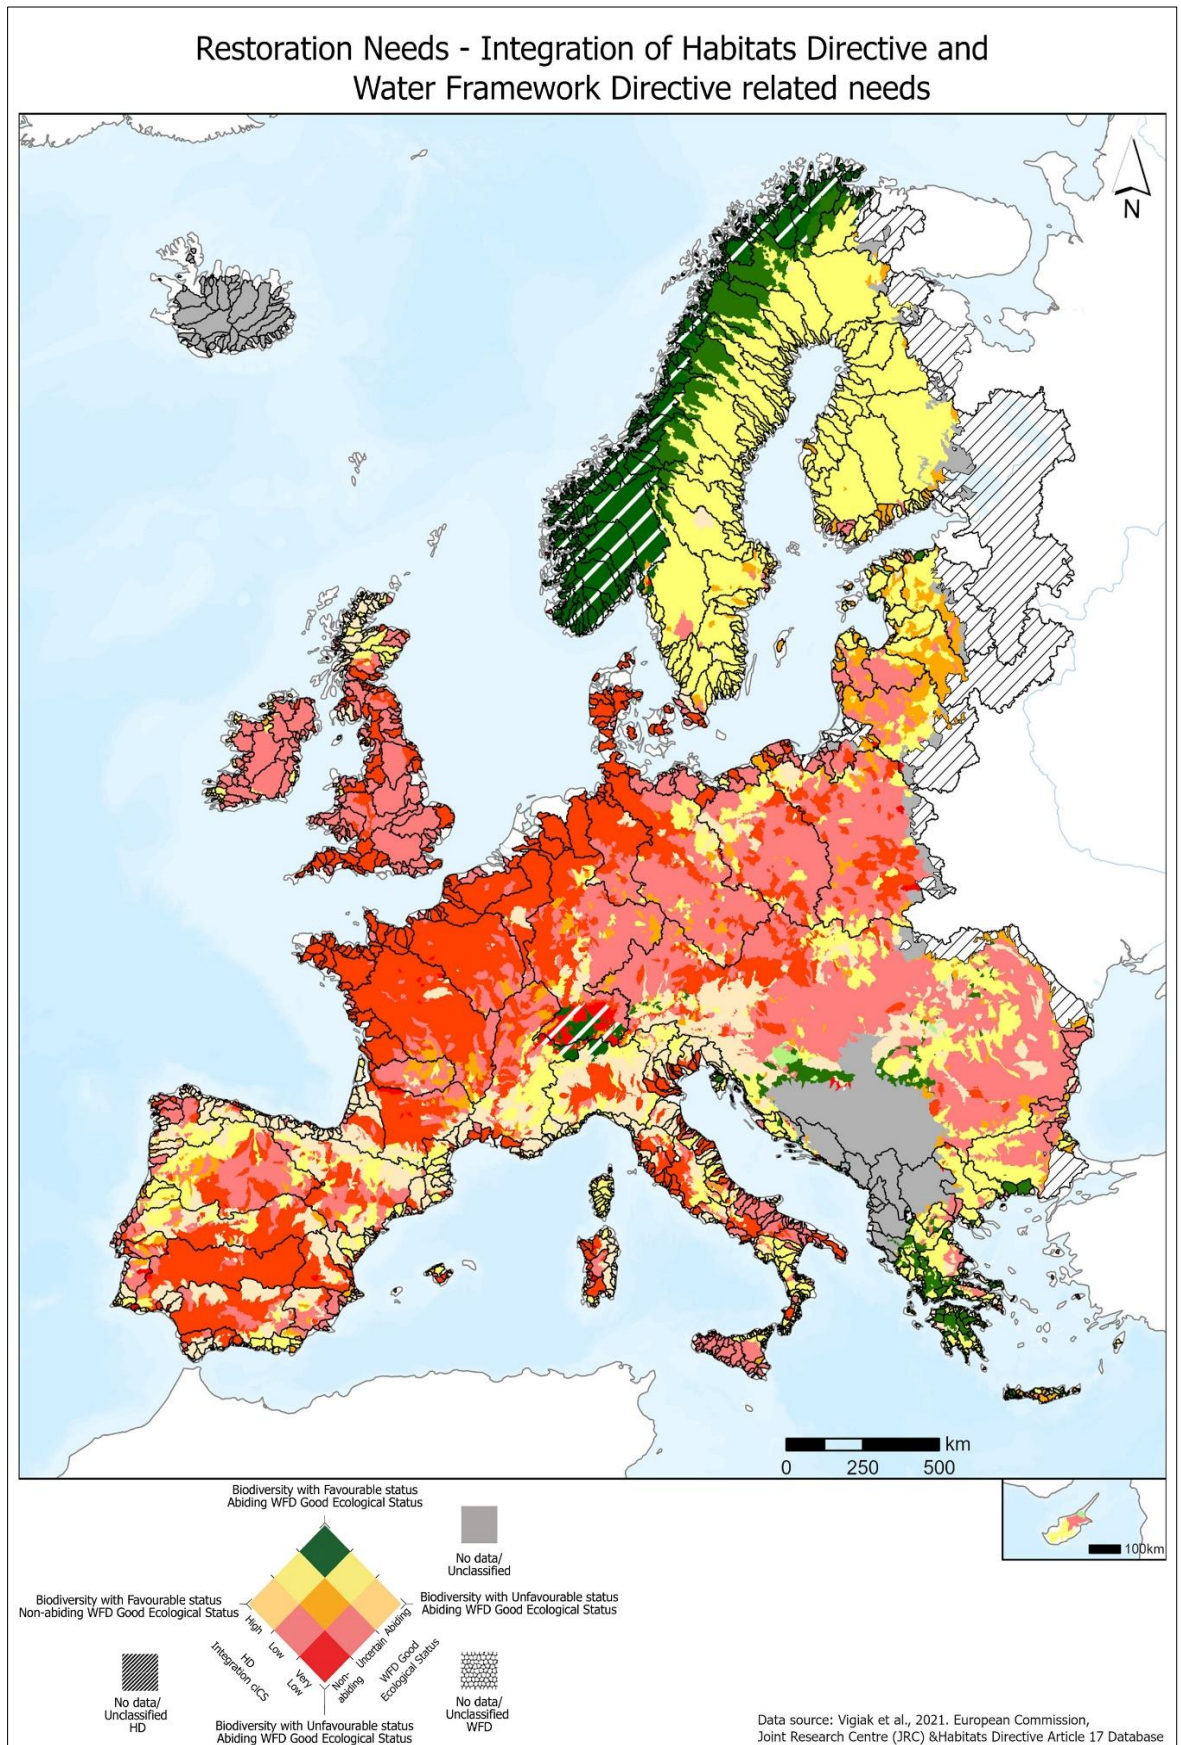 Restoration Needs - Integration of Habitats Directive and
Water Framework Directive related needs
N
km
0 250 500
100km
Biodiversity with Favourable status
Abiding WFD Good Ecological Status
No data/
Unclassified
Biodiversity with Favourable status
Non-abiding WFD Good Ecological Status
Biodiversity with Unfavourable status
Abiding WFD Good Ecological Status
High
Low
Very
Low
HD
Integration ciCS
Non-
abiding
Uncertain
Abiding
WFD Good
Ecological Status
No data/
Unclassified
HD
No data/
Unclassified
WFD
Biodiversity with Unfavourable status
Abiding WFD Good Ecological Status
Data source: Vigiak et al., 2021. European Commission,
Joint Research Centre (JRC) &Habitats Directive Article 17 Database